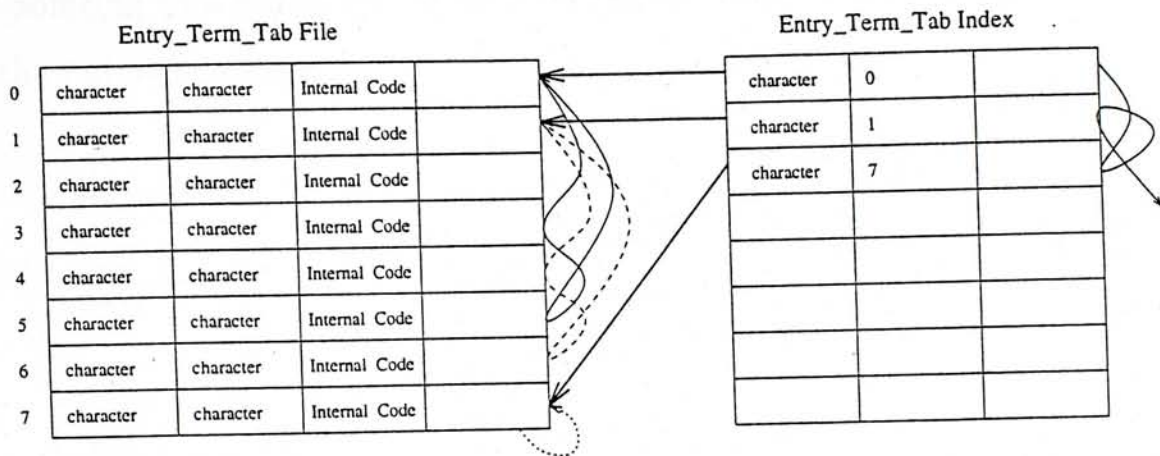 Entry_Term_Tab File
Entry_Term_Tab Index
0 character character Internal Code
1 character character Internal Code
2 character character Internal Code
3 character character Internal Code
4 character character Internal Code
5 character character Internal Code
6 character character Internal Code
7 character character Internal Code
character 0
character 1
character 7